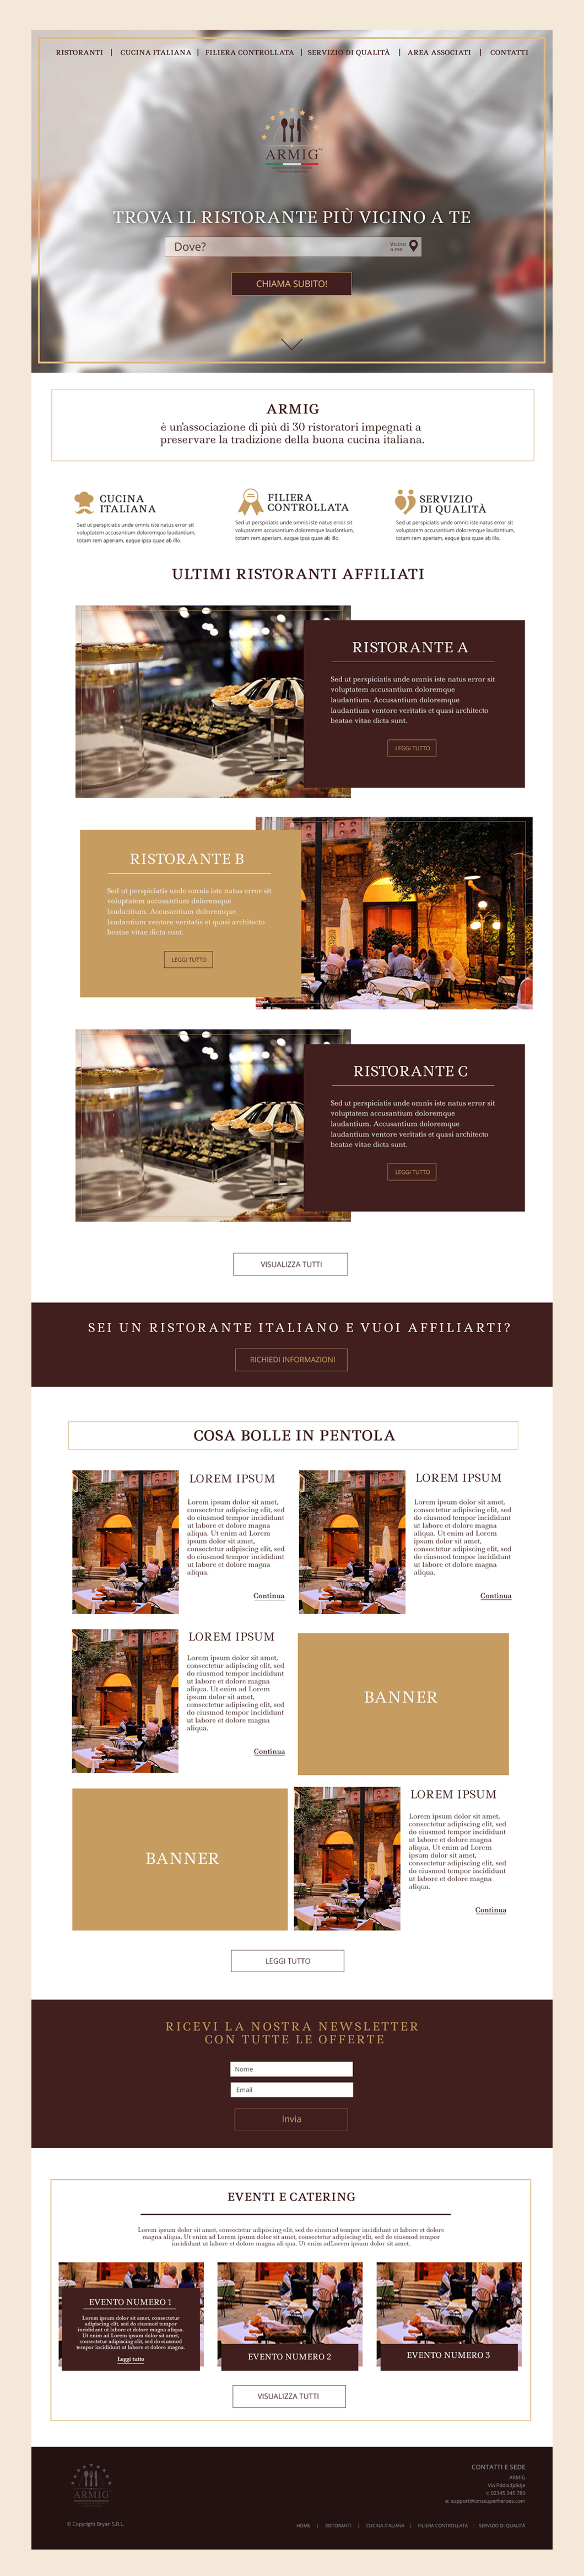 RISTORANTI | CUCINA ITALIANA | FILIERA CONTROLLATA | SERVIZIO DI QUALITÀ | AREA ASSOCIATI | CONTATTI
ARMIG
TROVA IL RISTORANTE PIÙ VICINO A TE
Dove?
Vicino
a me
CHIAMA SUBITO!
ARMIG
è un'associazione di più di 30 ristoratori impegnati a
preservare la tradizione della buona cucina italiana.
CUCINA
ITALIANA
Sed ut perspiciatis unde omnis iste natus error sit
voluptatem accusantium doloremque laudantium,
totam rem aperiam, eaque ipsa quae ab illo.
FILIERA
CONTROLLATA
Sed ut perspiciatis unde omnis iste natus error sit
voluptatem accusantium doloremque laudantium,
totam rem aperiam, eaque ipsa quae ab illo.
SERVIZIO
DI QUALITÀ
Sed ut perspiciatis unde omnis iste natus error sit
voluptatem accusantium doloremque laudantium,
totam rem aperiam, eaque ipsa quae ab illo.
ULTIMI RISTORANTI AFFILIATI
RISTORANTE A
Sed ut perspiciatis unde omnis iste natus error sit
voluptatem accusantium doloremque
laudantium. Accusantium doloremque
laudantium ventore veritatis et quasi architecto
beatae vitae dicta sunt.
LEGGI TUTTO
RISTORANTE B
Sed ut perspiciatis unde omnis iste natus error sit
voluptatem accusantium doloremque
laudantium. Accusantium doloremque
laudantium ventore veritatis et quasi architecto
beatae vitae dicta sunt.
LEGGI TUTTO
RISTORANTE C
Sed ut perspiciatis unde omnis iste natus error sit
voluptatem accusantium doloremque
laudantium. Accusantium doloremque
laudantium ventore veritatis et quasi architecto
beatae vitae dicta sunt.
LEGGI TUTTO
VISUALIZZA TUTTI
SEI UN RISTORANTE ITALIANO E VUOI AFFILIARTI?
RICHIEDI INFORMAZIONI
COSA BOLLE IN PENTOLA
LOREM IPSUM
Lorem ipsum dolor sit amet,
consectetur adipiscing elit, sed
do eiusmod tempor incididunt
ut labore et dolore magna
aliqua. Ut enim ad Lorem
ipsum dolor sit amet,
consectetur adipiscing elit, sed
do eiusmod tempor incididunt
ut labore et dolore magna
aliqua.
Continua
LOREM IPSUM
Lorem ipsum dolor sit amet,
consectetur adipiscing elit, sed
do eiusmod tempor incididunt
ut labore et dolore magna
aliqua. Ut enim ad Lorem
ipsum dolor sit amet,
consectetur adipiscing elit, sed
do eiusmod tempor incididunt
ut labore et dolore magna
aliqua.
Continua
LOREM IPSUM
Lorem ipsum dolor sit amet,
consectetur adipiscing elit, sed
do eiusmod tempor incididunt
ut labore et dolore magna
aliqua. Ut enim ad Lorem
ipsum dolor sit amet,
consectetur adipiscing elit, sed
do eiusmod tempor incididunt
ut labore et dolore magna
aliqua.
Continua
BANNER
BANNER
LOREM IPSUM
Lorem ipsum dolor sit amet,
consectetur adipiscing elit, sed
do eiusmod tempor incididunt
ut labore et dolore magna
aliqua. Ut enim ad Lorem
ipsum dolor sit amet,
consectetur adipiscing elit, sed
do eiusmod tempor incididunt
ut labore et dolore magna
aliqua.
Continua
LEGGI TUTTO
RICEVI LA NOSTRA NEWSLETTER
CON TUTTE LE OFFERTE
Nome
Email
Invia
EVENTI E CATERING
Lorem ipsum dolor sit amet, consectetur adipiscing elit, sed do eiusmod tempor incididunt ut labore et dolore
magna aliqua. Ut enim ad Lorem ipsum dolor sit amet, consectetur adipiscing elit, sed do eiusmod tempor
incididunt ut labore et dolore magna ali qua. Ut enim adLorem ipsum dolor sit amet.
EVENTO NUMERO 1
Lorem ipsum dolor sit amet, consectetur
adipiscing elit, sed do eiusmod tempor
incididunt ut labore et dolore magna aliqua.
Ut enim ad Lorem ipsum dolor sit amet,
consectetur adipiscing elit, sed do eiusmod
tempor incididunt ut labore et dolore magna.
Leggi tutto
EVENTO NUMERO 2
EVENTO NUMERO 3
VISUALIZZA TUTTI
ARMIG
© Copyright Bryan S.R.L.
CONTATTI E SEDE
ARMIG
t: 02345 345 780
e: support@cmssuperheroes.com
HOME | RISTORANTI | CUCINA ITALIANA | FILIERA CONTROLLATA | SERVIZIO DI QUALITÀ